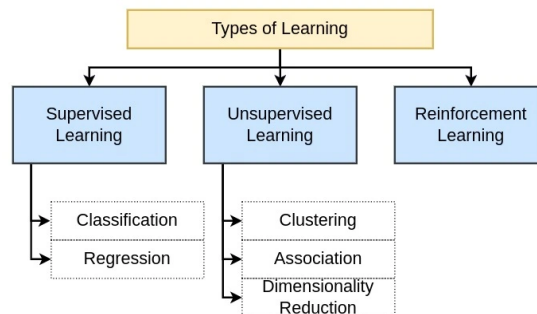 Types of Learning
Supervised
Learning
Unsupervised
Learning
Reinforcement
Learning
Classification
Regression
Clustering
Association
Dimensionality
Reduction